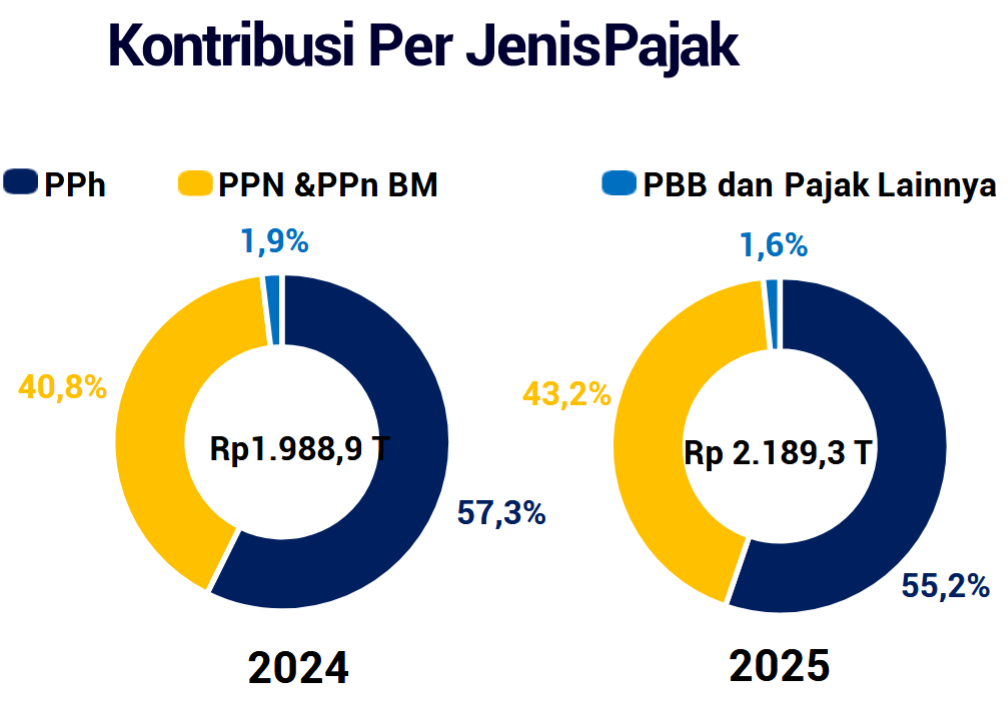 Kontribusi Per JenisPajak
PPh
PPN &PPn BM
PBB dan Pajak Lainnya
1,9%
40,8%
Rp1.988,9 T
57,3%
2024
1,6%
43,2%
Rp 2.189,3 T
55,2%
2025